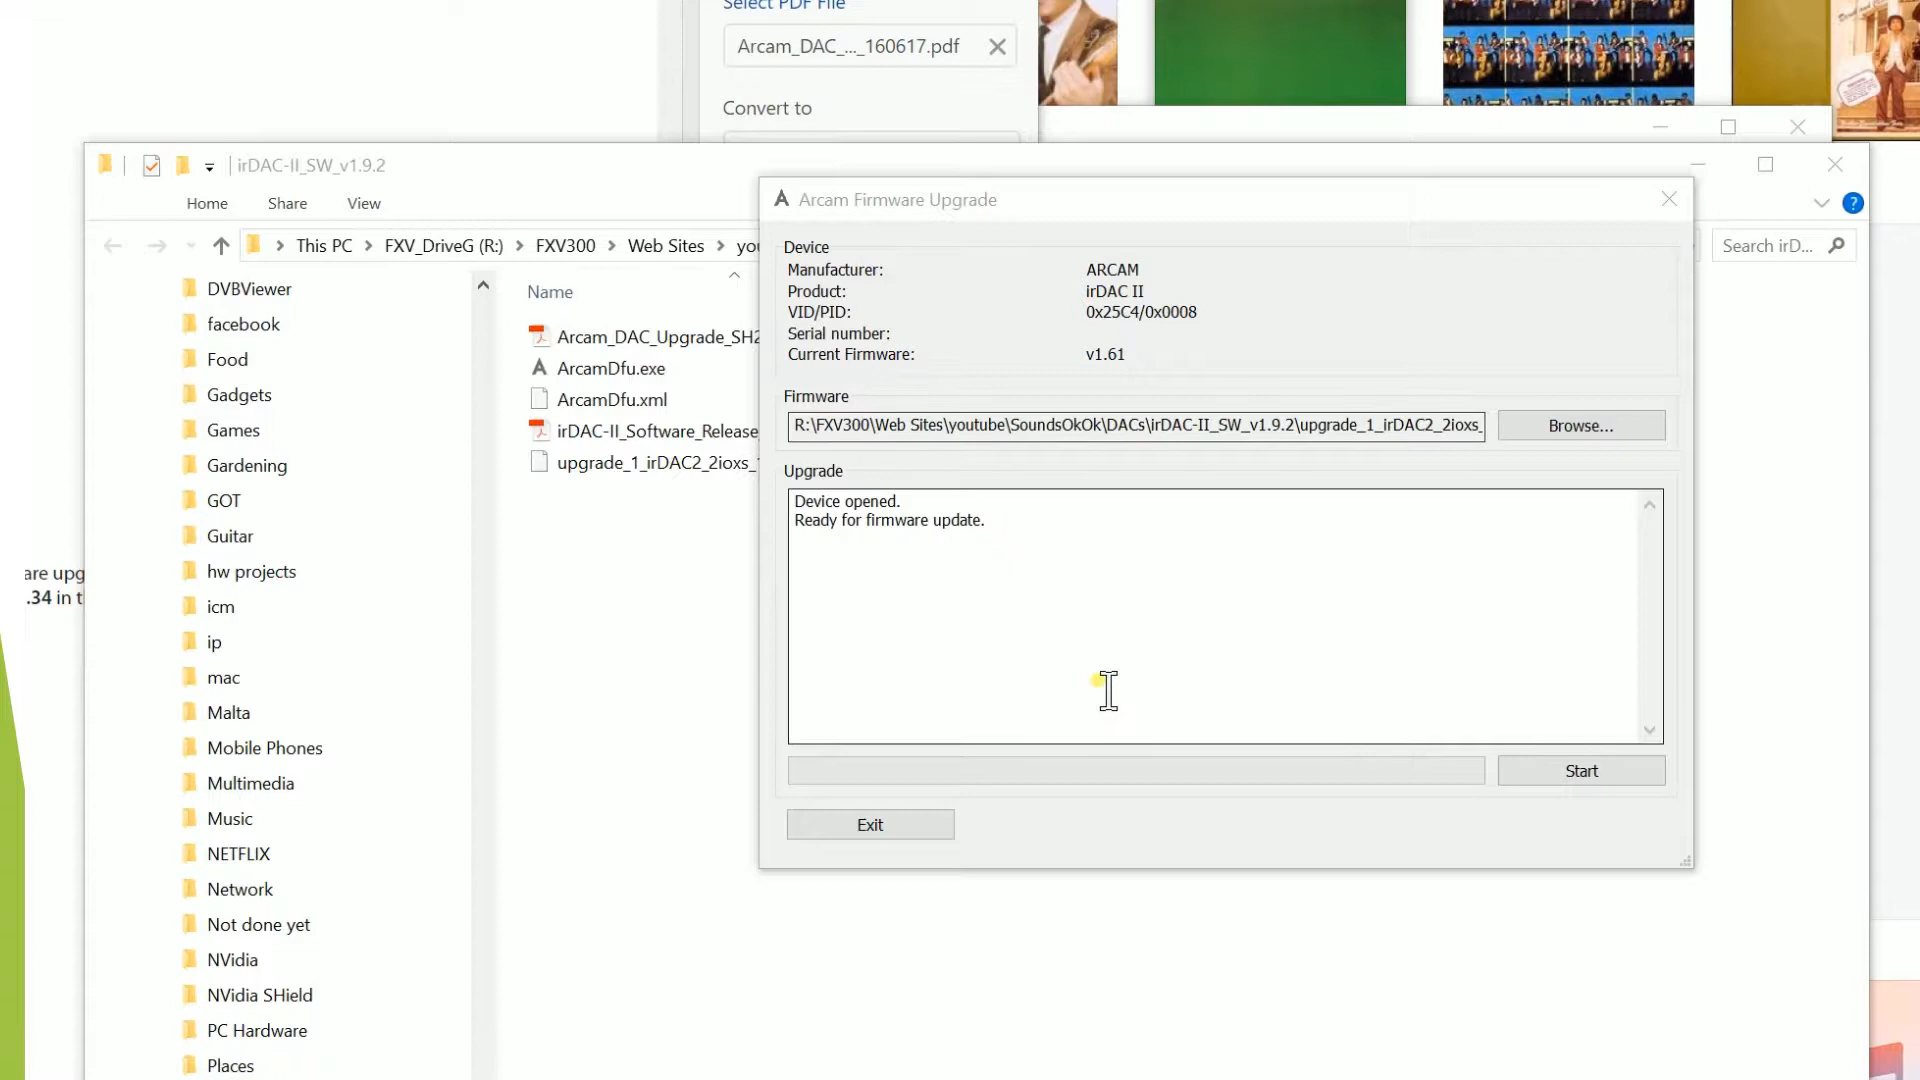 Select PDF File
Arcam_DAC_..._160617.pdf
Convert to
irDAC-II_SW_v1.9.2
Home Share View
This PC > FXV_DriveG (R:) > FXV300 > Web Sites >
Search irD...
DVBViewer
facebook
Food
Gadgets
Games
Gardening
GOT
Guitar
hw projects
icm
ip
mac
Malta
Mobile Phones
Multimedia
Music
NETFLIX
Network
Not done yet
NVidia
NVidia SHield
PC Hardware
Places
Name
Arcam_DAC_Upgrade_SH2
ArcamDfu.exe
ArcamDfu.xml
irDAC-II_Software_Release
upgrade_1_irDAC2_2ioxs_
Arcam Firmware Upgrade
Device
Manufacturer: ARCAM
Product: irDAC II
VID/PID: 0x25C4/0x0008
Serial number:
Current Firmware: v1.61
Firmware
R:\FXV300\Web Sites\youtube\SoundsOkOk\DACs\irDAC-II_SW_v1.9.2\upgrade_1_irDAC2_2ioxs_
Browse...
Upgrade
Device opened.
Ready for firmware update.
Start
Exit
are upg
.34 in t